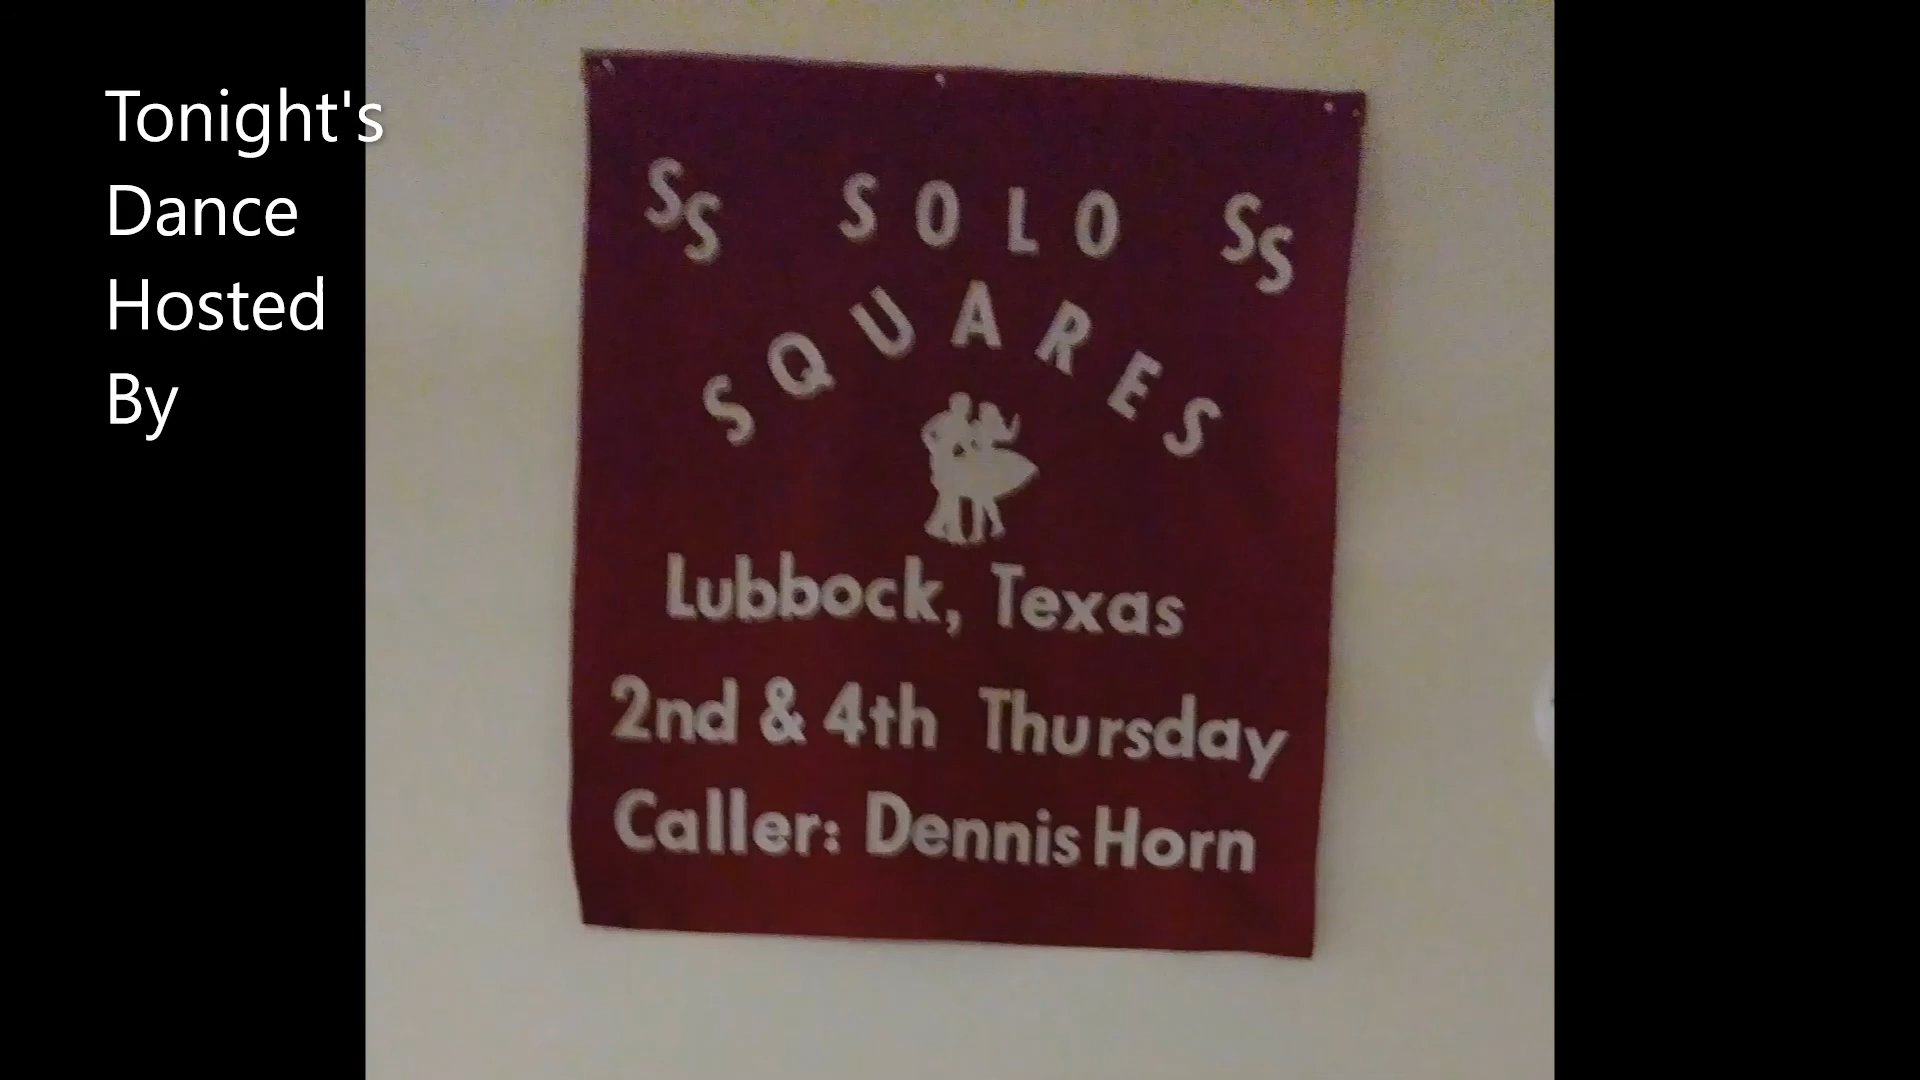 Tonight's
Dance
Hosted
By
SS SOLO SS
SQUARES
Lubbock, Texas
2nd & 4th Thursday
Caller: Dennis Horn